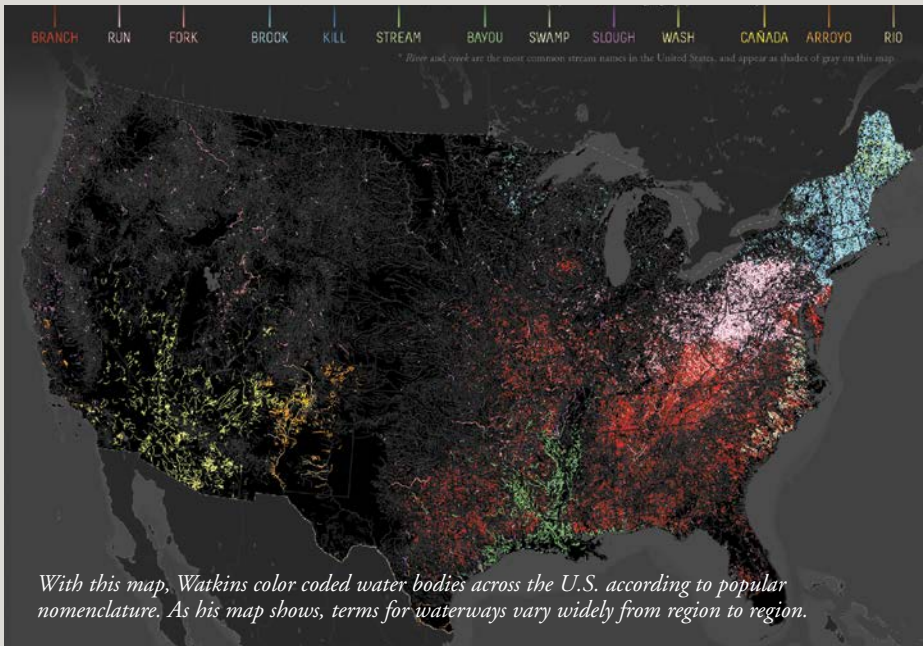 BRANCH RUN FORK BROOK KILL STREAM BAYOU SWAMP SLOUGH WASH CAÑADA ARROYO RIO
* River and creek are the most common stream names in the United States, and appear as shades of gray on this map.
With this map, Watkins color coded water bodies across the U.S. according to popular
nomenclature. As his map shows, terms for waterways vary widely from region to region.